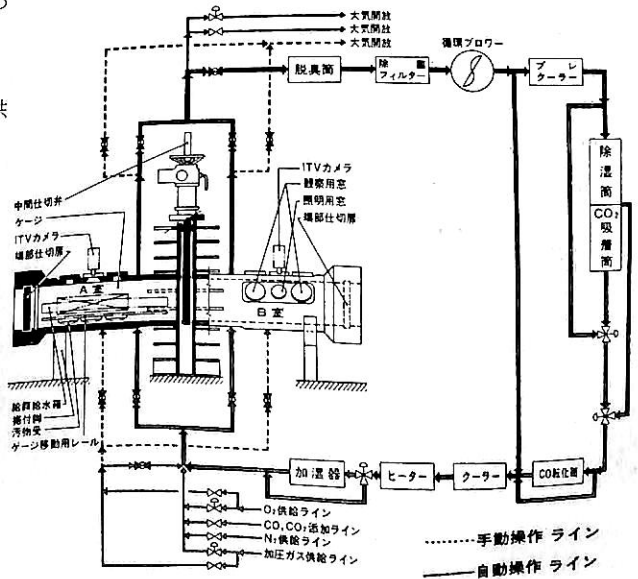 大気開放
大気開放
大気開放
循環ブロワー
脱臭筒
除菌
フィルター
プレ
クーラー
除湿筒
CO₂
吸着筒
中間仕切弁
ケージ
ITVカメラ
端部仕切扉
ITVカメラ
観察用窓
照明用窓
端部仕切扉
A室
B室
給餌給水箱
据付脚
汚物受
ケージ移動用レール
加湿器
ヒーター
クーラー
CO転化筒
O₂供給ライン
CO,CO₂添加ライン
N₂供給ライン
加圧ガス供給ライン
手動操作 ライン
自動操作 ライン